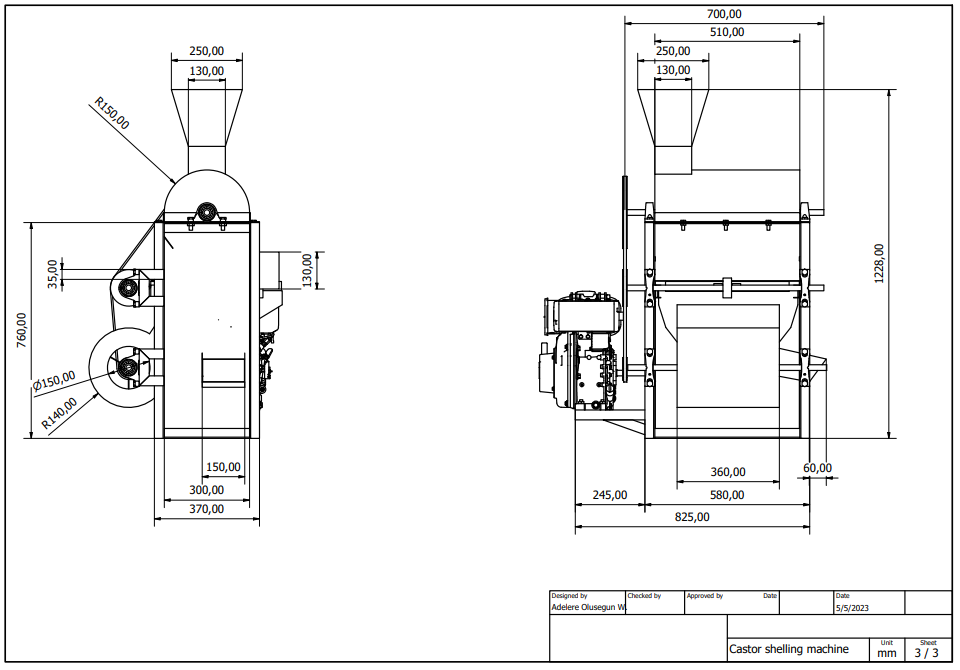 700,00
510,00
250,00
130,00
250,00
130,00
R150,00
130,00
35,00
760,00
1228,00
Ø150,00
R140,00
150,00
300,00
370,00
360,00
60,00
245,00
580,00
825,00
Designed by
Adelere Olusegun W.
Checked by
Approved by
Date
Date
5/5/2023
Castor shelling machine
Unit
mm
Sheet
3 / 3